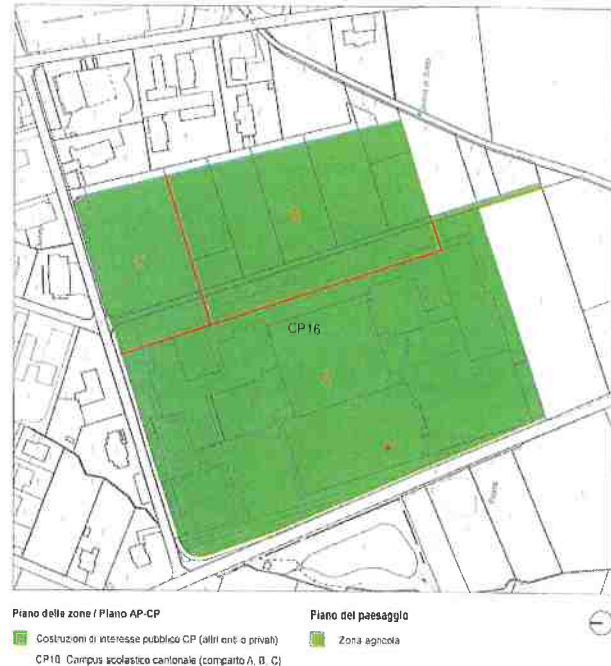 CP16
Piano delle zone / Piano AP-CP
Costruzioni di interesse pubblico CP (altri enti o privati)
CP10 Campus scolastico cantonale (comparto A, B, C)
Piano del paesaggio
Zona agricola